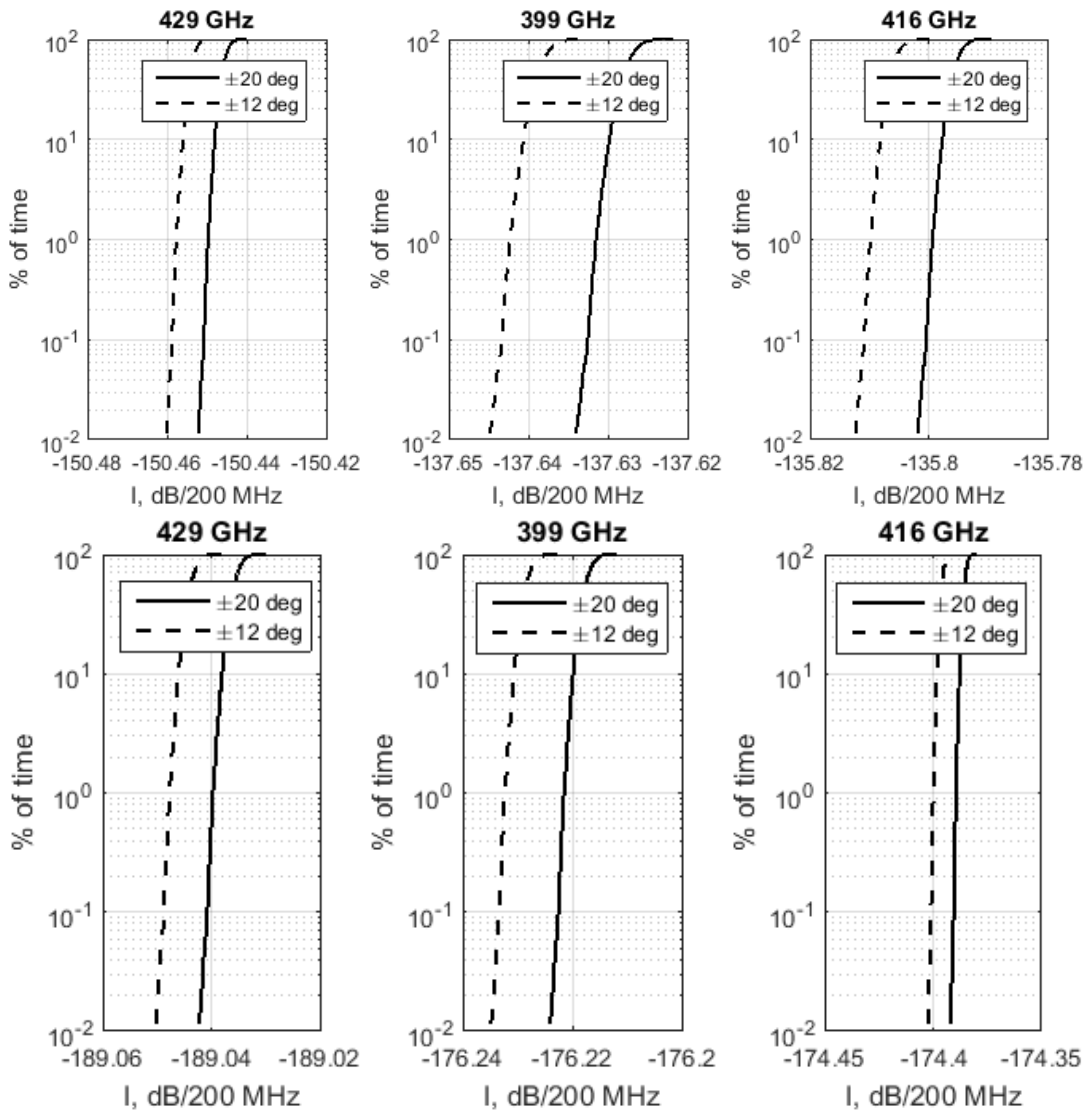 429 GHz
399 GHz
416 GHz
10^2
10^1
10^0
10^-1
10^-2
% of time
±20 deg
±12 deg
-150.48 -150.46 -150.44 -150.42
I, dB/200 MHz
10^2
10^1
10^0
10^-1
10^-2
% of time
±20 deg
±12 deg
-137.65 -137.64 -137.63 -137.62
I, dB/200 MHz
10^2
10^1
10^0
10^-1
10^-2
% of time
±20 deg
±12 deg
-135.82 -135.8 -135.78
I, dB/200 MHz
429 GHz
399 GHz
416 GHz
10^2
10^1
10^0
10^-1
10^-2
% of time
±20 deg
±12 deg
-189.06 -189.04 -189.02
I, dB/200 MHz
10^2
10^1
10^0
10^-1
10^-2
% of time
±20 deg
±12 deg
-176.24 -176.22 -176.2
I, dB/200 MHz
10^2
10^1
10^0
10^-1
10^-2
% of time
±20 deg
±12 deg
-174.45 -174.4 -174.35
I, dB/200 MHz